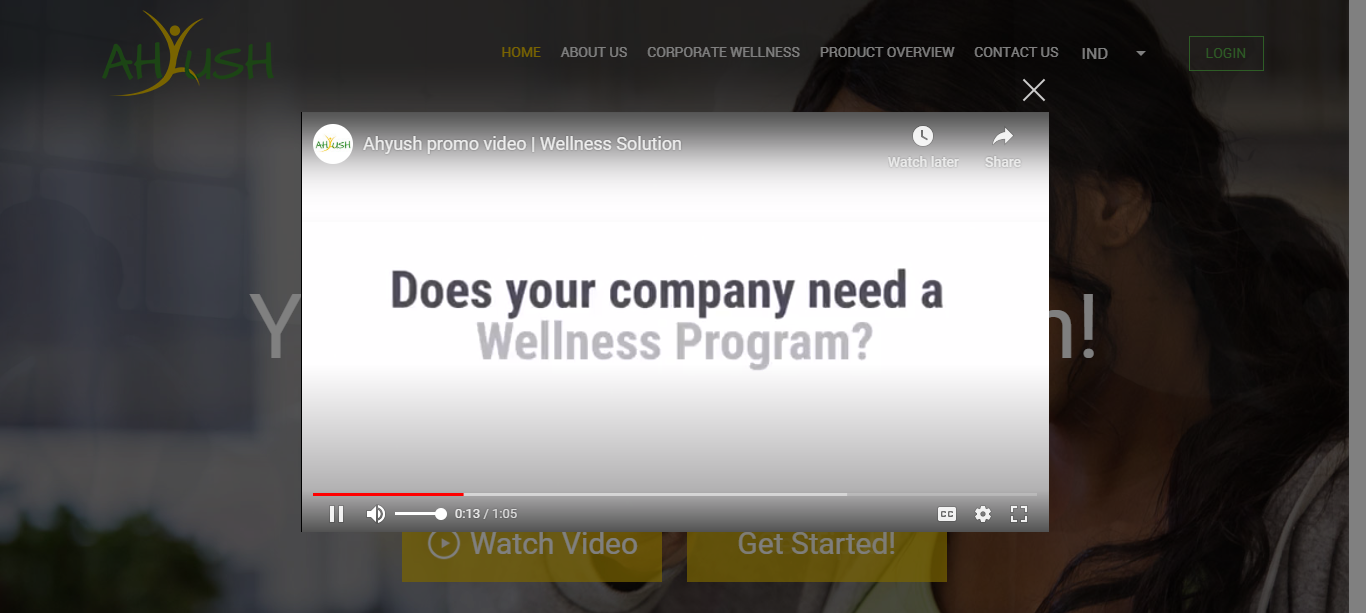 AHYUSH
HOME ABOUT US CORPORATE WELLNESS PRODUCT OVERVIEW CONTACT US IND LOGIN
AHYUSH Ahyush promo video | Wellness Solution
Watch later Share
Does your company need a
Wellness Program?
0:13 / 1:05 CC
Watch Video Get Started!